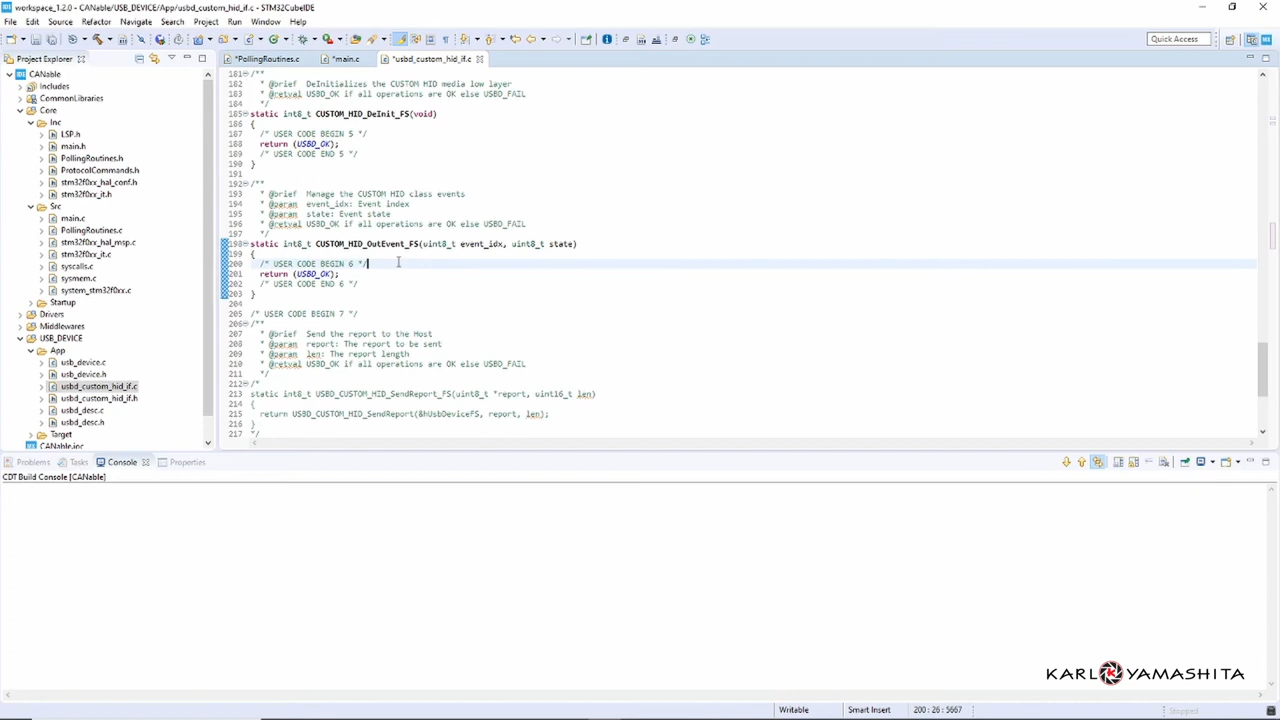 workspace_1.2.0 - CANable/USB_DEVICE/App/usbd_custom_hid_if.c - STM32CubeIDE
File Edit Source Refactor Navigate Search Project Run Window Help
Quick Access
Project Explorer
*PollingRoutines.c *main.c *usbd_custom_hid_if.c
CANable
Includes
CommonLibraries
Core
Inc
LSP.h
main.h
PollingRoutines.h
ProtocolCommands.h
stm32f0xx_hal_conf.h
stm32f0xx_it.h
Src
main.c
PollingRoutines.c
stm32f0xx_hal_msp.c
stm32f0xx_it.c
syscalls.c
sysmem.c
system_stm32f0xx.c
Startup
Drivers
Middlewares
USB_DEVICE
App
usb_device.c
usb_device.h
usbd_custom_hid_if.c
usbd_custom_hid_if.h
usbd_desc.c
usbd_desc.h
Target
CANable.ioc
181 /**
182 * @brief DeInitializes the CUSTOM HID media low layer
183 * @retval USBD_OK if all operations are OK else USBD_FAIL
184 */
185 static int8_t CUSTOM_HID_DeInit_FS(void)
186 {
187 /* USER CODE BEGIN 5 */
188 return (USBD_OK);
189 /* USER CODE END 5 */
190 }
191
192 /**
193 * @brief Manage the CUSTOM HID class events
194 * @param event_idx: Event index
195 * @param state: Event state
196 * @retval USBD_OK if all operations are OK else USBD_FAIL
197 */
198 static int8_t CUSTOM_HID_OutEvent_FS(uint8_t event_idx, uint8_t state)
199 {
200 /* USER CODE BEGIN 6 */
201 return (USBD_OK);
202 /* USER CODE END 6 */
203 }
204
205 /* USER CODE BEGIN 7 */
206 /**
207 * @brief Send the report to the Host
208 * @param report: The report to be sent
209 * @param len: The report length
210 * @retval USBD_OK if all operations are OK else USBD_FAIL
211 */
212 /*
213 static int8_t USBD_CUSTOM_HID_SendReport_FS(uint8_t *report, uint16_t len)
214 {
215 return USBD_CUSTOM_HID_SendReport(&hUsbDeviceFS, report, len);
216 }
217 */
Problems Tasks Console Properties
CDT Build Console [CANable]
KARL YAMASHITA
Writable Smart Insert 200 : 26 : 5667 Stopped